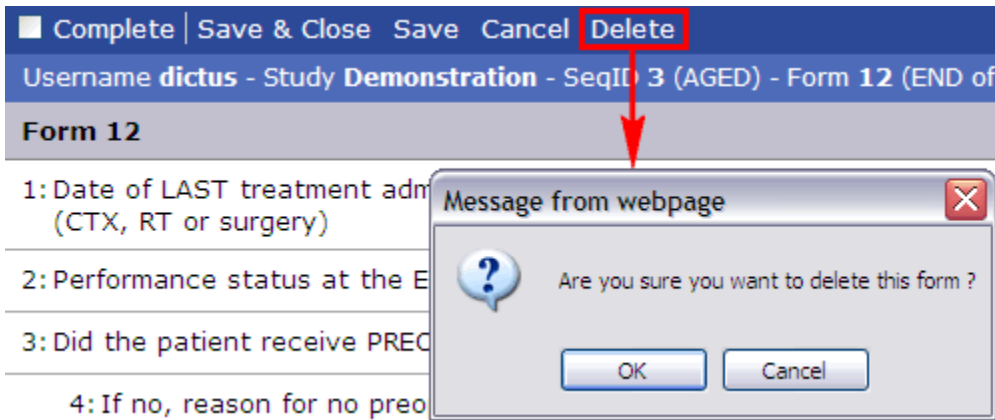 Complete | Save & Close Save Cancel Delete
Username dictus - Study Demonstration - SeqID 3 (AGED) - Form 12 (END of
Form 12
1: Date of LAST treatment adm
(CTX, RT or surgery)
2: Performance status at the E
3: Did the patient receive PREC
4: If no, reason for no preo
Message from webpage
Are you sure you want to delete this form ?
OK Cancel